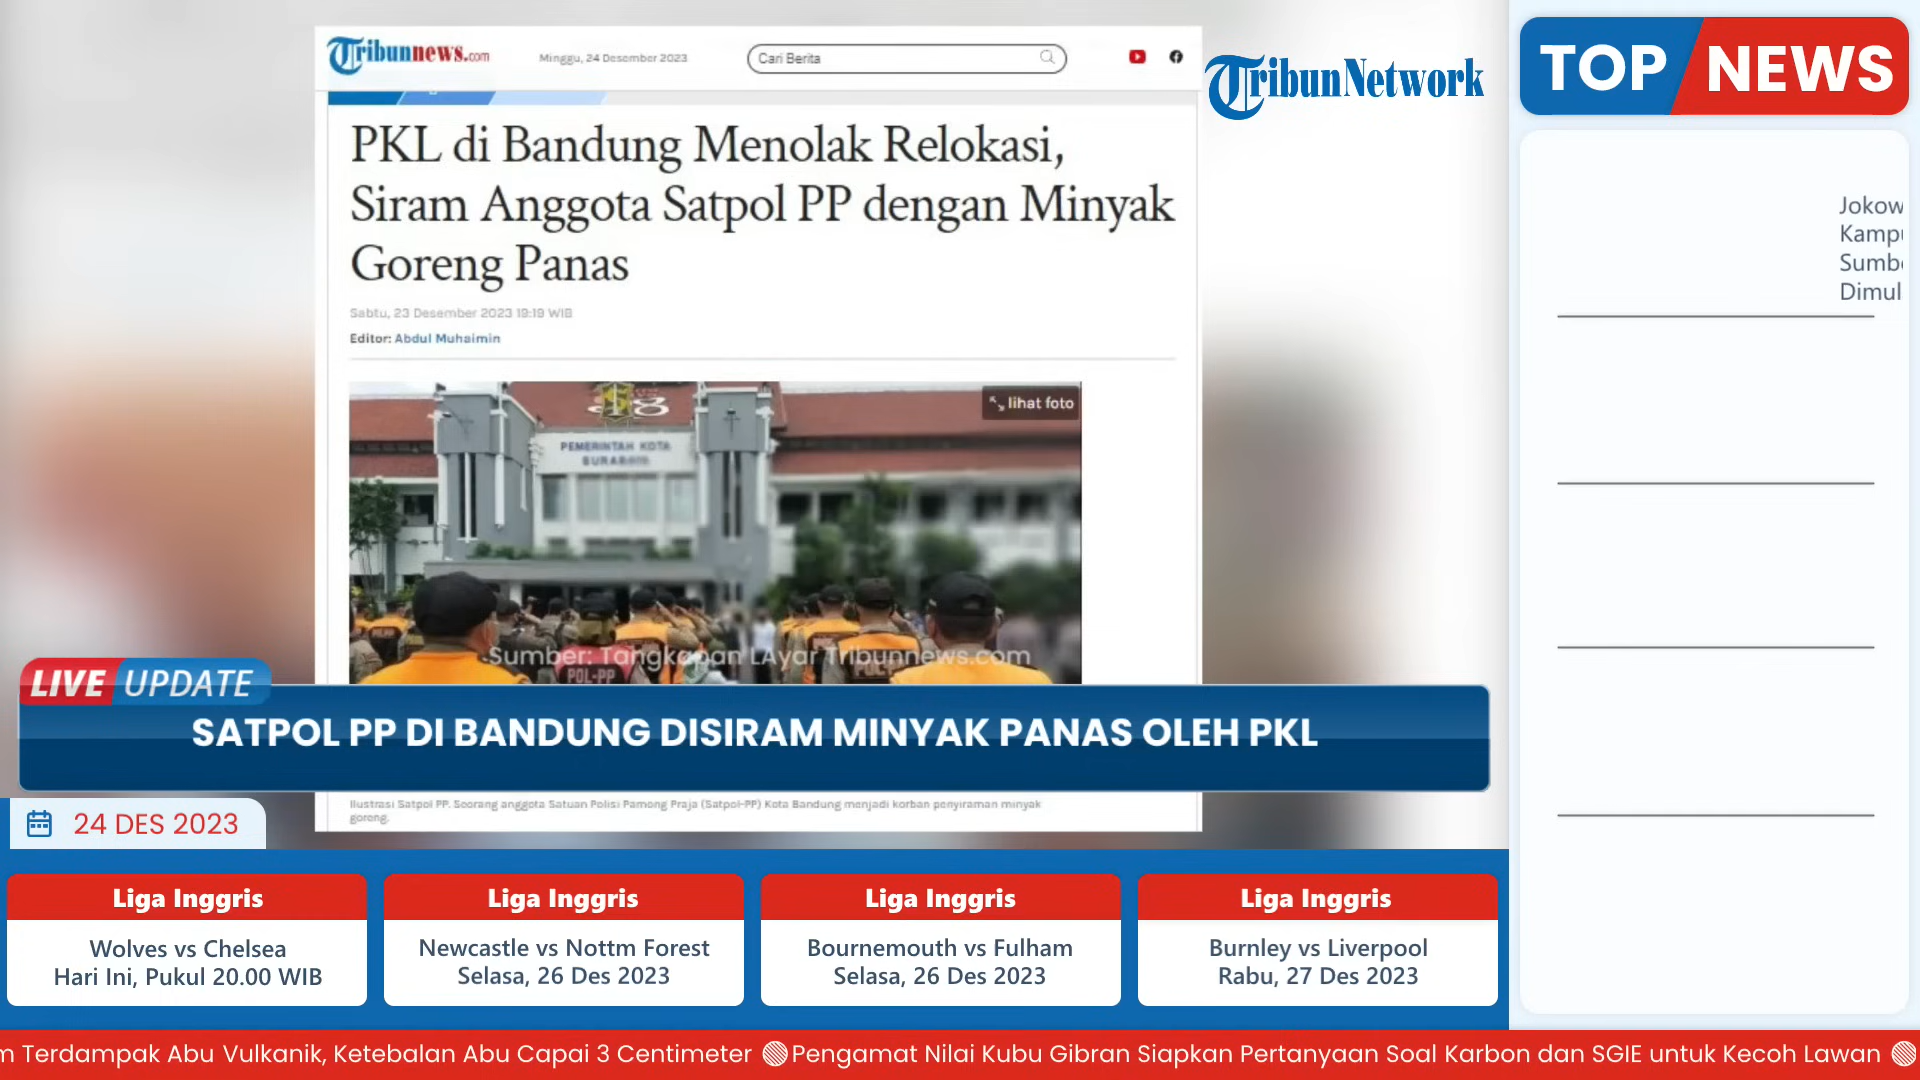 Tribunnews.com
Minggu, 24 Desember 2023
Cari Berita
TribunNetwork
TOP NEWS
PKL di Bandung Menolak Relokasi,
Siram Anggota Satpol PP dengan Minyak
Goreng Panas
Sabtu, 23 Desember 2023 19:19 WIB
Editor: Abdul Muhaimin
lihat foto
PEMERINTAH KOTA
Sumber: Tangkapan LAyar Tribunnews.com
POL-PP
LIVE UPDATE
SATPOL PP DI BANDUNG DISIRAM MINYAK PANAS OLEH PKL
Ilustrasi Satpol PP. Seorang anggota Satuan Polisi Pamong Praja (Satpol-PP) Kota Bandung menjadi korban penyiraman minyak
goreng.
24 DES 2023
Jokow
Kamp
Sumb
Dimul
Liga Inggris
Wolves vs Chelsea
Hari Ini, Pukul 20.00 WIB
Liga Inggris
Newcastle vs Nottm Forest
Selasa, 26 Des 2023
Liga Inggris
Bournemouth vs Fulham
Selasa, 26 Des 2023
Liga Inggris
Burnley vs Liverpool
Rabu, 27 Des 2023
m Terdampak Abu Vulkanik, Ketebalan Abu Capai 3 Centimeter Pengamat Nilai Kubu Gibran Siapkan Pertanyaan Soal Karbon dan SGIE untuk Kecoh Lawan